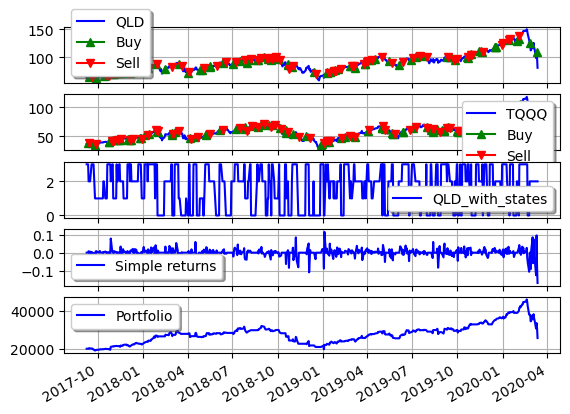 QLD
Buy
Sell
150
100
TQQQ
Buy
Sell
100
50
QLD_with_states
2
0
Simple returns
0.1
0.0
−0.1
Portfolio
40000
20000
2017-10 2018-01 2018-04 2018-07 2018-10 2019-01 2019-04 2019-07 2019-10 2020-01 2020-04